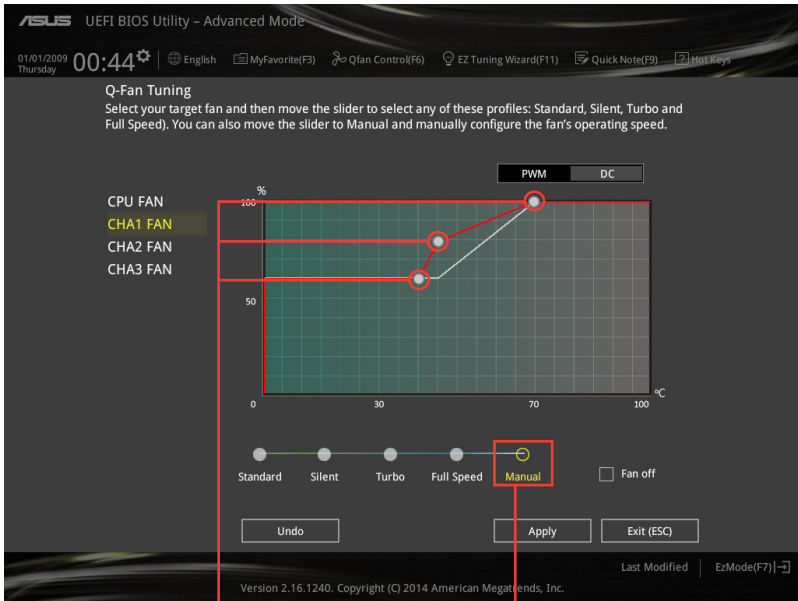 ASUS UEFI BIOS Utility – Advanced Mode
01/01/2009 Thursday 00:44 English MyFavorite(F3) Qfan Control(F6) EZ Tuning Wizard(F11) Quick Note(F9) ? Hot Keys
Q-Fan Tuning
Select your target fan and then move the slider to select any of these profiles: Standard, Silent, Turbo and
Full Speed). You can also move the slider to Manual and manually configure the fan's operating speed.
PWM DC
CPU FAN
CHA1 FAN
CHA2 FAN
CHA3 FAN
%
100
50
0 30 70 100 ºC
Standard Silent Turbo Full Speed Manual
Fan off
Undo Apply Exit (ESC)
Last Modified EzMode(F7)
Version 2.16.1240. Copyright (C) 2014 American Megatrends, Inc.